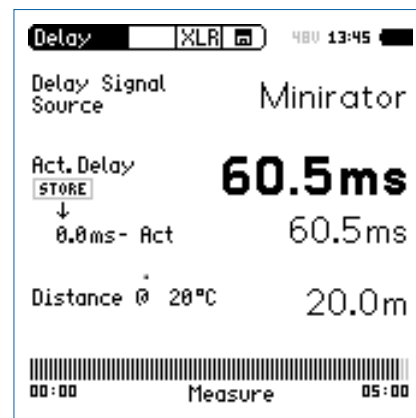 Delay XLR 48V 13:45
Delay Signal
Source
Minirator
Act. Delay
60.5ms
STORE
0.0ms- Act
60.5ms
Distance @ 20°C
20.0m
00:00 Measure 05:00